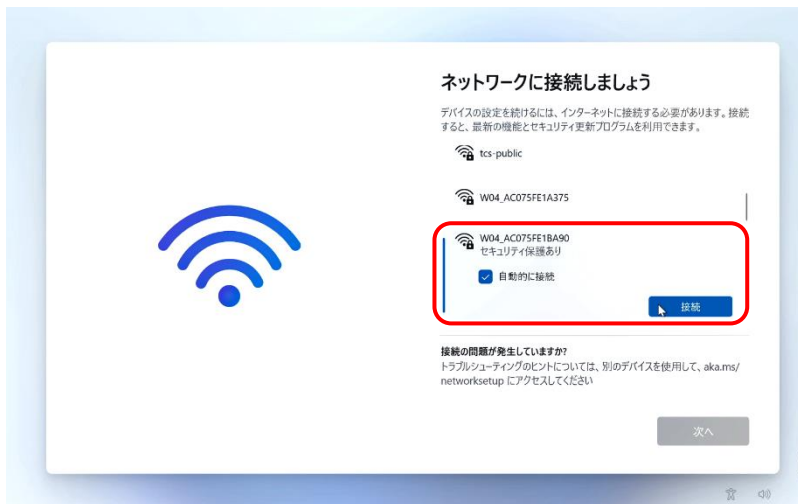 ネットワークに接続しましょう
デバイスの設定を続けるには、インターネットに接続する必要があります。接続
すると、最新の機能とセキュリティ更新プログラムを利用できます。
tcs-public
W04_AC075FE1A375
W04_AC075FE1BA90
セキュリティ保護あり
自動的に接続
接続
接続の問題が発生していますか?
トラブルシューティングのヒントについては、別のデバイスを使用して、aka.ms/
networksetup にアクセスしてください
次へ